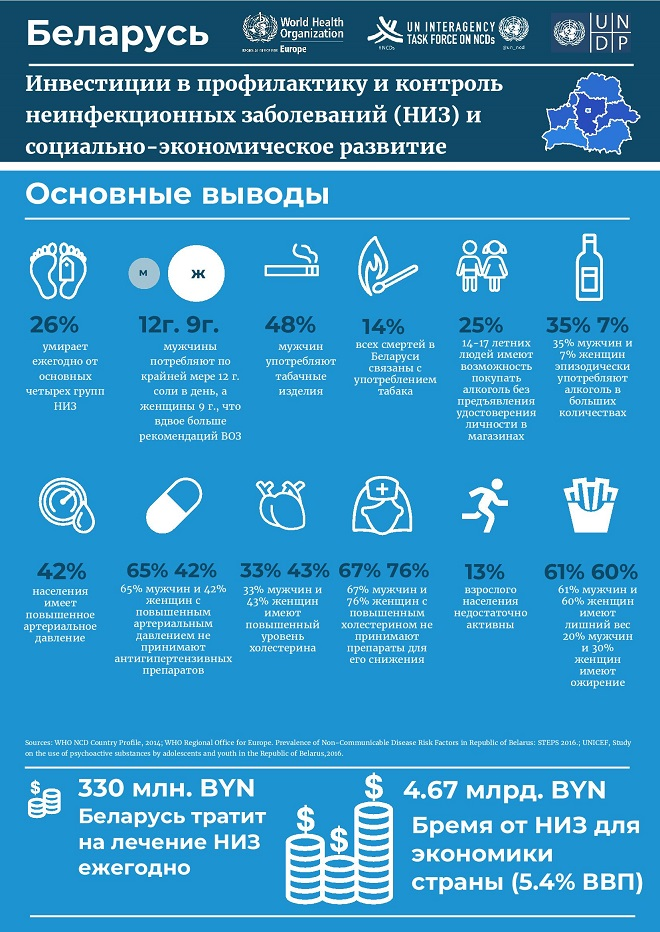 Беларусь
World Health
Organization
Europe
UN INTERAGENCY
TASK FORCE ON NCDs
#NCDs
@un_ncd
U N
D P
Инвестиции в профилактику и контроль
неинфекционных заболеваний (НИЗ) и
социально-экономическое развитие
Основные выводы
м
ж
26%
умирает
ежегодно от
основных
четырех групп
НИЗ
12г. 9г.
мужчины
потребляют по
крайней мере 12 г.
соли в день, а
женщины 9 г., что
вдвое больше
рекомендаций ВОЗ
48%
мужчин
употребляют
табачные
изделия
14%
всех смертей в
Беларуси
связаны с
употреблением
табака
25%
14-17 летних
людей имеют
возможность
покупать
алкоголь без
предъявления
удостоверения
личности в
магазинах
35% 7%
35% мужчин и
7% женщин
эпизодически
употребляют
алкоголь в
больших
количествах
42%
населения
имеет
повышенное
артериальное
давление
65% 42%
65% мужчин и 42%
женщин с
повышенным
артериальным
давлением не
принимают
антигипертензивных
препаратов
33% 43%
33% мужчин и
43% женщин
имеют
повышенный
уровень
холестерина
67% 76%
67% мужчин и
76% женщин с
повышенным
холестерином не
принимают
препараты для
его снижения
13%
взрослого
населения
недостаточно
активны
61% 60%
61% мужчин и
60% женщин
имеют
лишний вес
20% мужчин
и 30%
женщин
имеют
ожирение
Sources: WHO NCD Country Profile, 2014; WHO Regional Office for Europe. Prevalence of Non-Communicable Disease Risk Factors in Republic of Belarus: STEPS 2016.; UNICEF, Study
on the use of psychoactive substances by adolescents and youth in the Republic of Belarus,2016.
$
330 млн. BYN
Беларусь тратит
на лечение НИЗ
ежегодно
$ $ $
4.67 млрд. BYN
Бремя от НИЗ для
экономики
страны (5.4% ВВП)